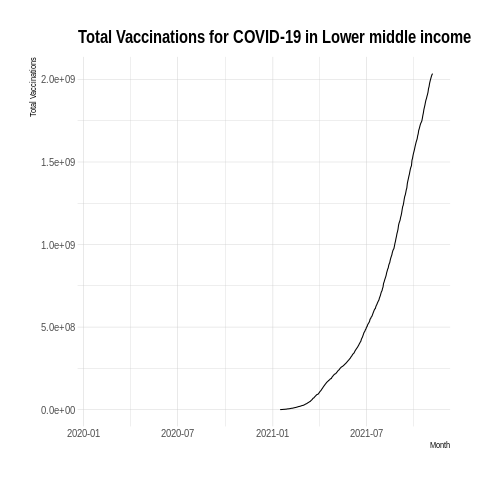 Total Vaccinations for COVID-19 in Lower middle income
Total Vaccinations
2.0e+09
1.5e+09
1.0e+09
5.0e+08
0.0e+00
2020-01 2020-07 2021-01 2021-07
Month